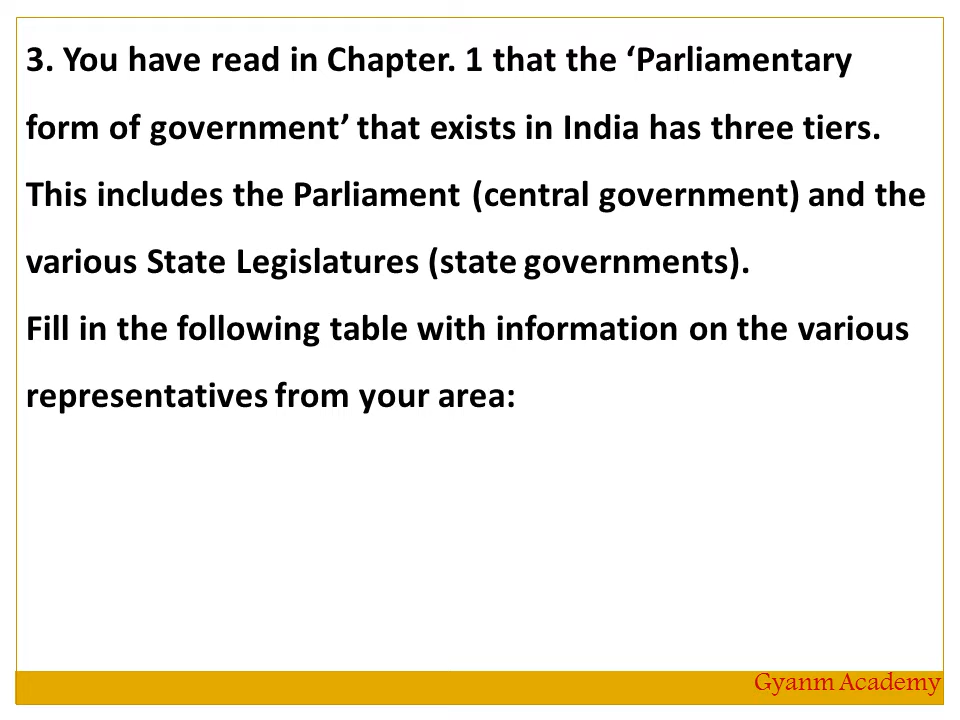 3. You have read in Chapter. 1 that the ‘Parliamentary
form of government’ that exists in India has three tiers.
This includes the Parliament (central government) and the
various State Legislatures (state governments).
Fill in the following table with information on the various
representatives from your area:
Gyanm Academy